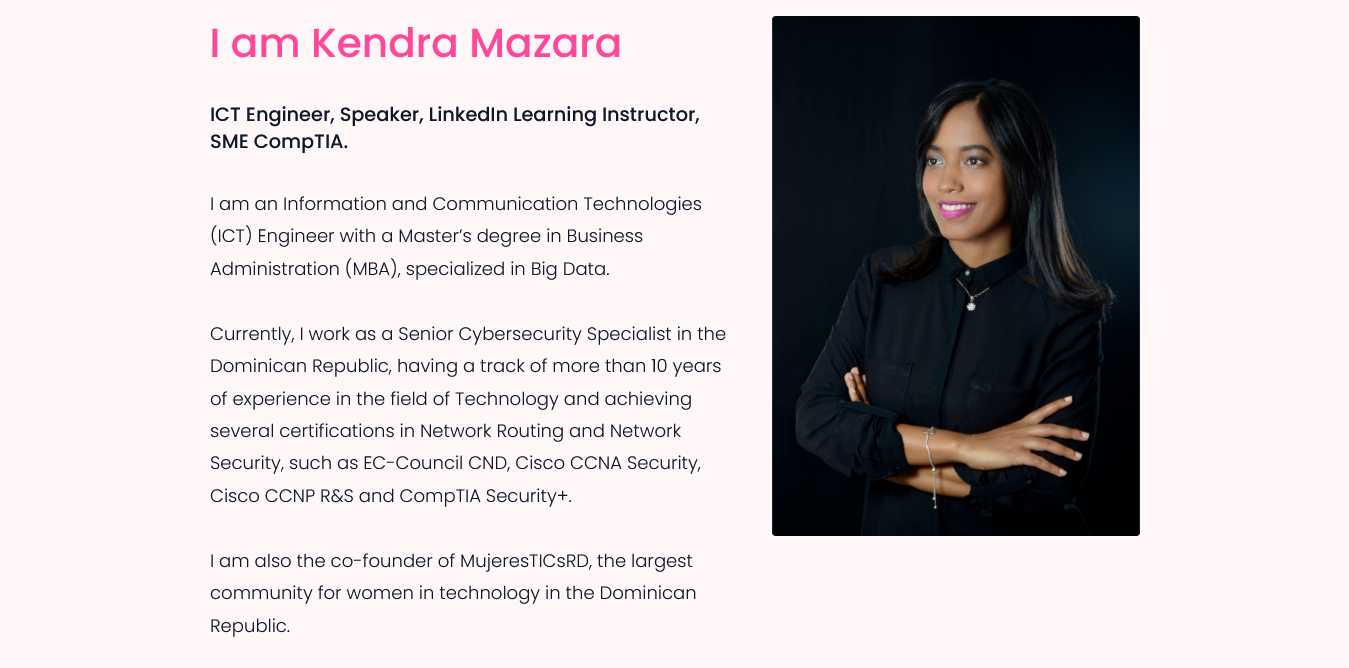 I am Kendra Mazara
ICT Engineer, Speaker, LinkedIn Learning Instructor,
SME CompTIA.
I am an Information and Communication Technologies
(ICT) Engineer with a Master’s degree in Business
Administration (MBA), specialized in Big Data.
Currently, I work as a Senior Cybersecurity Specialist in the
Dominican Republic, having a track of more than 10 years
of experience in the field of Technology and achieving
several certifications in Network Routing and Network
Security, such as EC-Council CND, Cisco CCNA Security,
Cisco CCNP R&S and CompTIA Security+.
I am also the co-founder of MujeresTICsRD, the largest
community for women in technology in the Dominican
Republic.